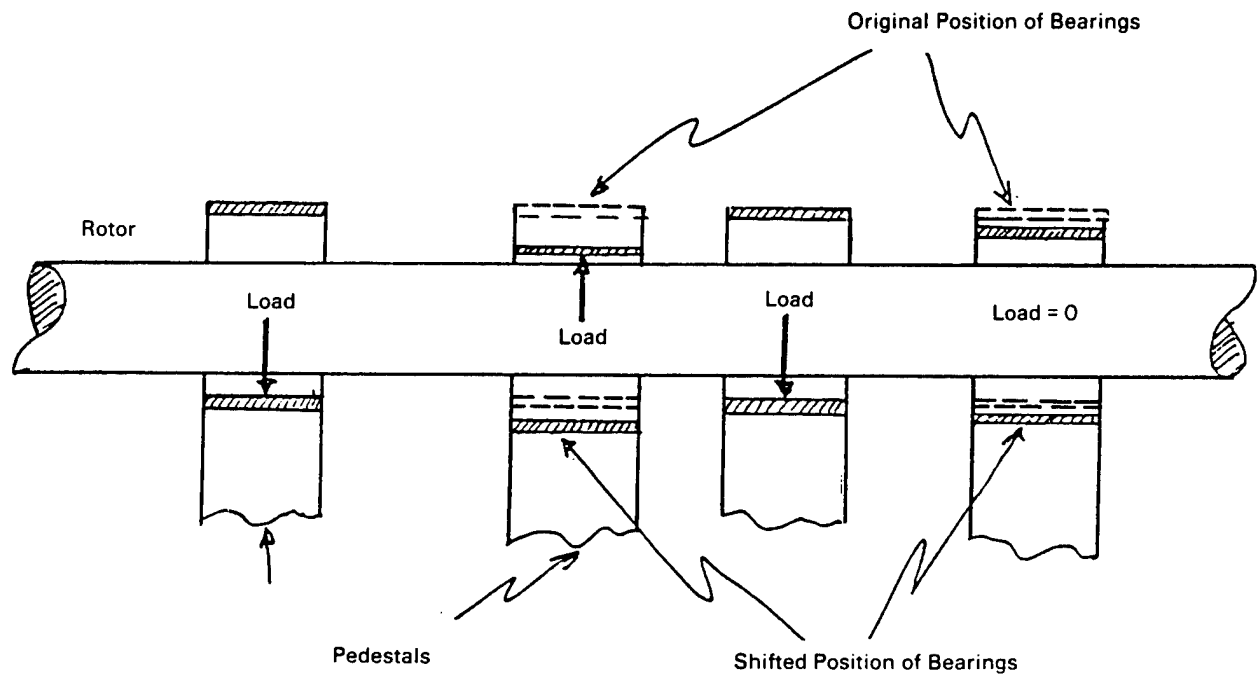 Original Position of Bearings
Rotor
Load
Load
Load
Load = 0
Pedestals
Shifted Position of Bearings